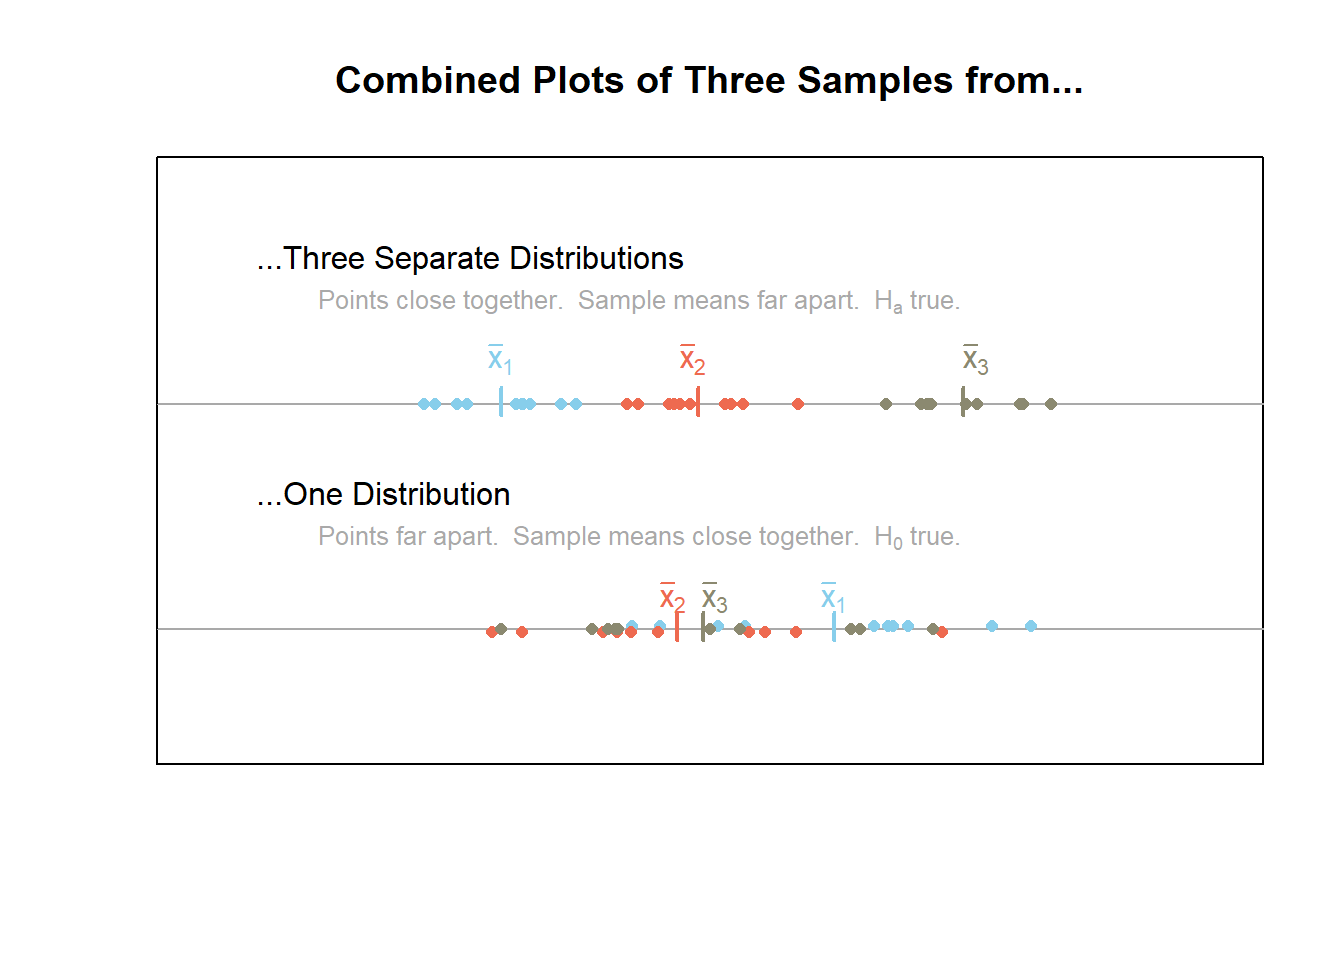 Combined Plots of Three Samples from...
...Three Separate Distributions
Points close together.  Sample means far apart.  Hₐ true.
x̅₁ x̅₂ x̅₃
...One Distribution
Points far apart.  Sample means close together.  H₀ true.
x̅₂ x̅₃ x̅₁